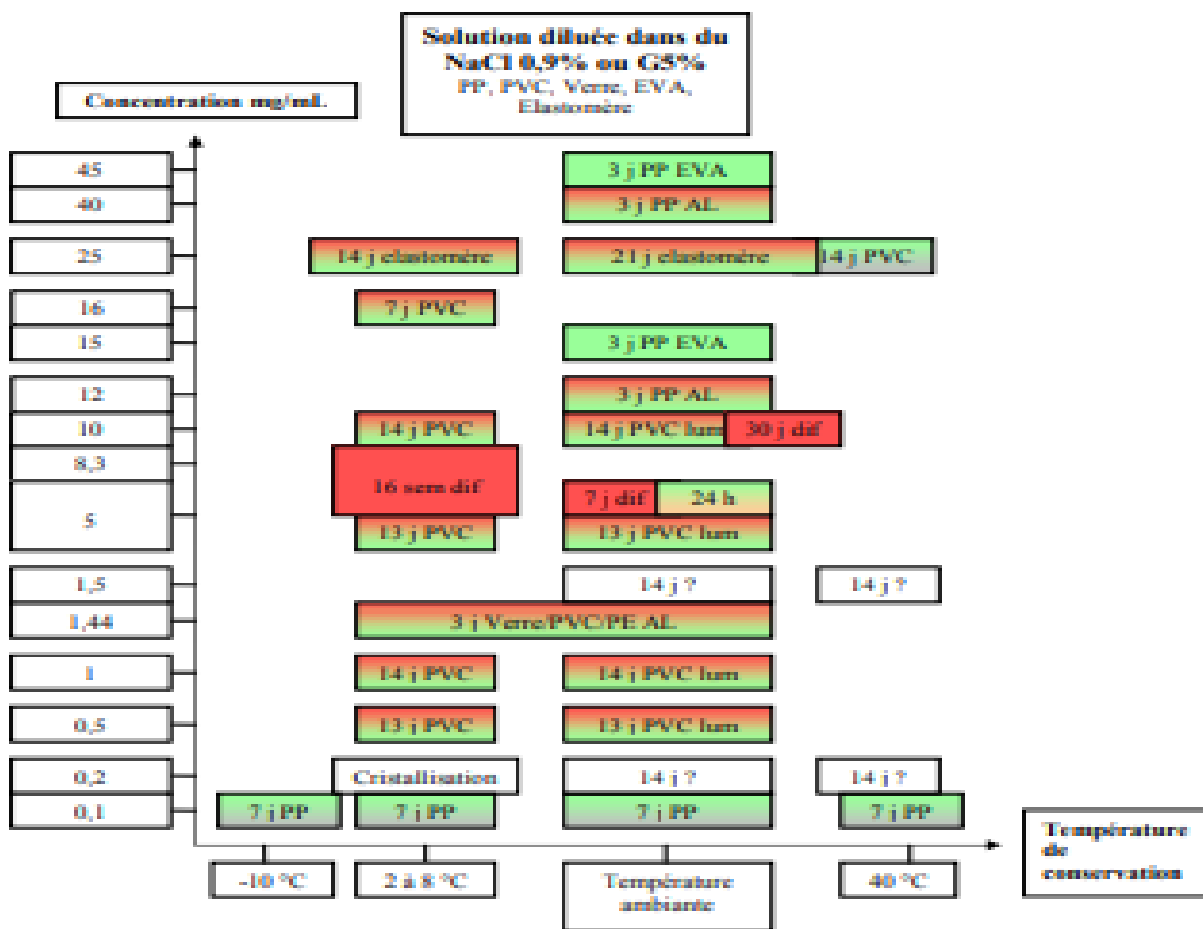 Solution diluée dans du
NaCl 0,9% ou G5%
PP, PVC, Verre, EVA,
Elastomère
Concentration mg/mL
45
3 j PP EVA
40
3 j PP AL
25
14 j elastomère
21 j elastomère
14 j PVC
16
7 j PVC
15
3 j PP EVA
12
3 j PP AL
10
14 j PVC
14 j PVC lum
30 j dif
8,3
16 sem dif
7 j dif
24 h
5
13 j PVC
13 j PVC lum
1,5
14 j ?
14 j ?
1,44
3 j Verre/PVC/PE AL
1
14 j PVC
14 j PVC lum
0,5
13 j PVC
13 j PVC lum
0,2
Cristallisation
14 j ?
14 j ?
0,1
7 j PP
7 j PP
7 j PP
7 j PP
-10 °C
2 à 8 °C
Température
ambiante
40 °C
Température
de
conservation